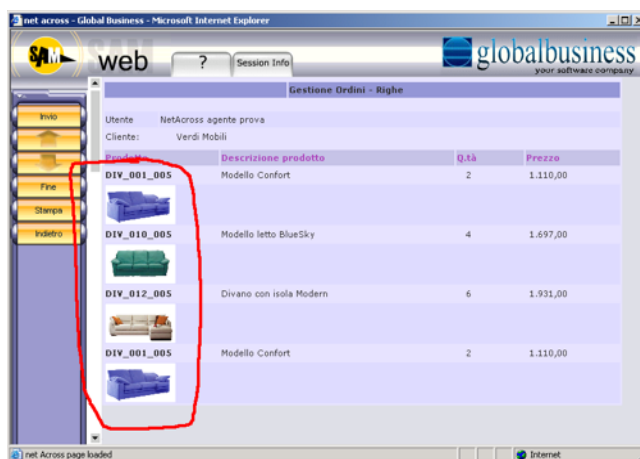 net across - Global Business - Microsoft Internet Explorer
SAM
web
?
Session Info
globalbusiness
your software company
Gestione Ordini - Righe
Invio
Utente NetAcross agente prova
Cliente: Verdi Mobili
Prodotto Descrizione prodotto Q.tà Prezzo
DIV_001_005 Modello Confort 2 1.110,00
Fine
Stampa
DIV_010_005 Modello letto BlueSky 4 1.697,00
Indietro
DIV_012_005 Divano con isola Modern 6 1.931,00
DIV_001_005 Modello Confort 2 1.110,00
net Across page loaded
Internet